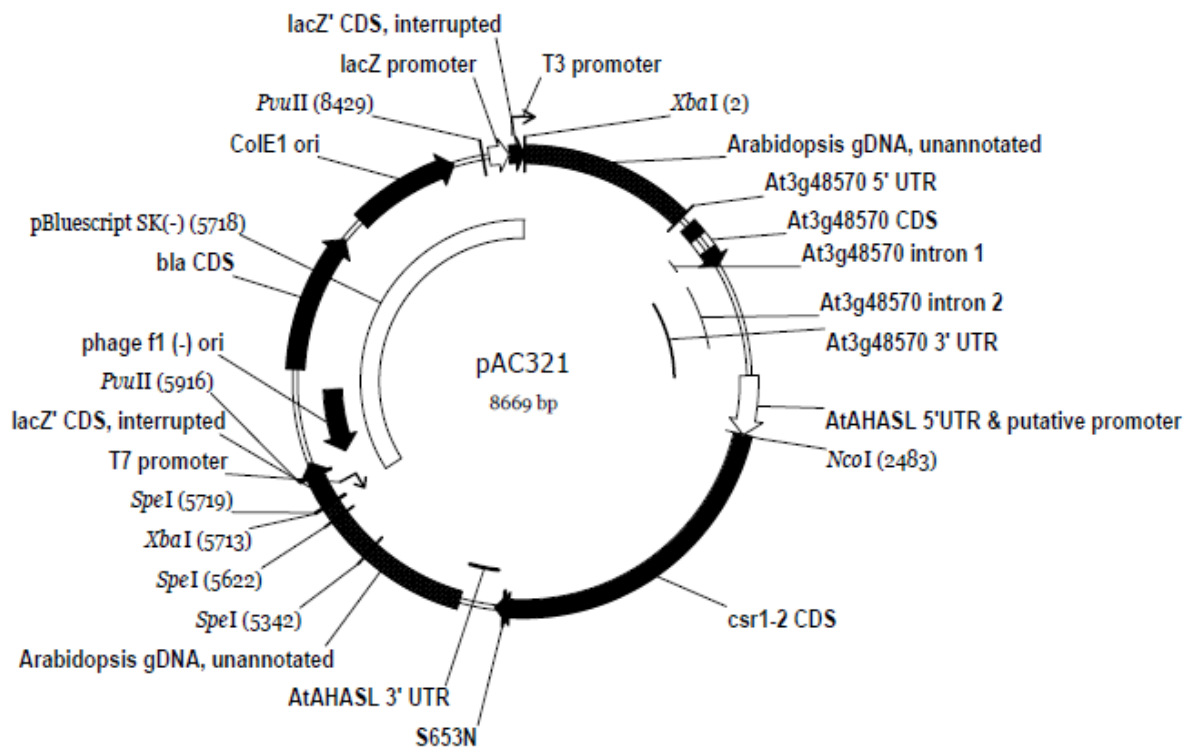 lacZ' CDS, interrupted
lacZ promoter
T3 promoter
PvuII (8429)
XbaI (2)
ColE1 ori
Arabidopsis gDNA, unannotated
At3g48570 5' UTR
pBluescript SK(-) (5718)
At3g48570 CDS
bla CDS
At3g48570 intron 1
At3g48570 intron 2
phage f1 (-) ori
At3g48570 3' UTR
PvuII (5916)
pAC321
8669 bp
lacZ' CDS, interrupted
AtAHASL 5'UTR & putative promoter
T7 promoter
NcoI (2483)
SpeI (5719)
XbaI (5713)
SpeI (5622)
SpeI (5342)
csr1-2 CDS
Arabidopsis gDNA, unannotated
AtAHASL 3' UTR
S653N